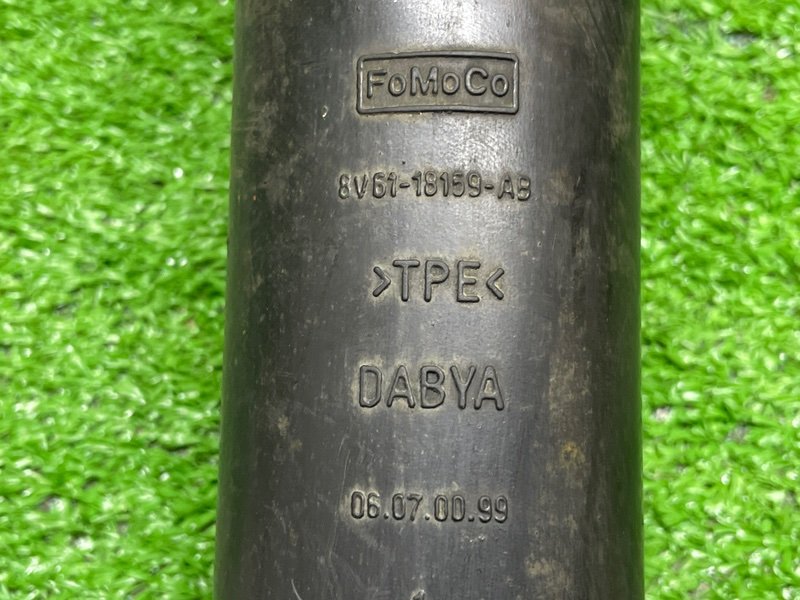 FoMoCo
8V61-18159-AB
>TPE<
DABYA
06.07.00.99